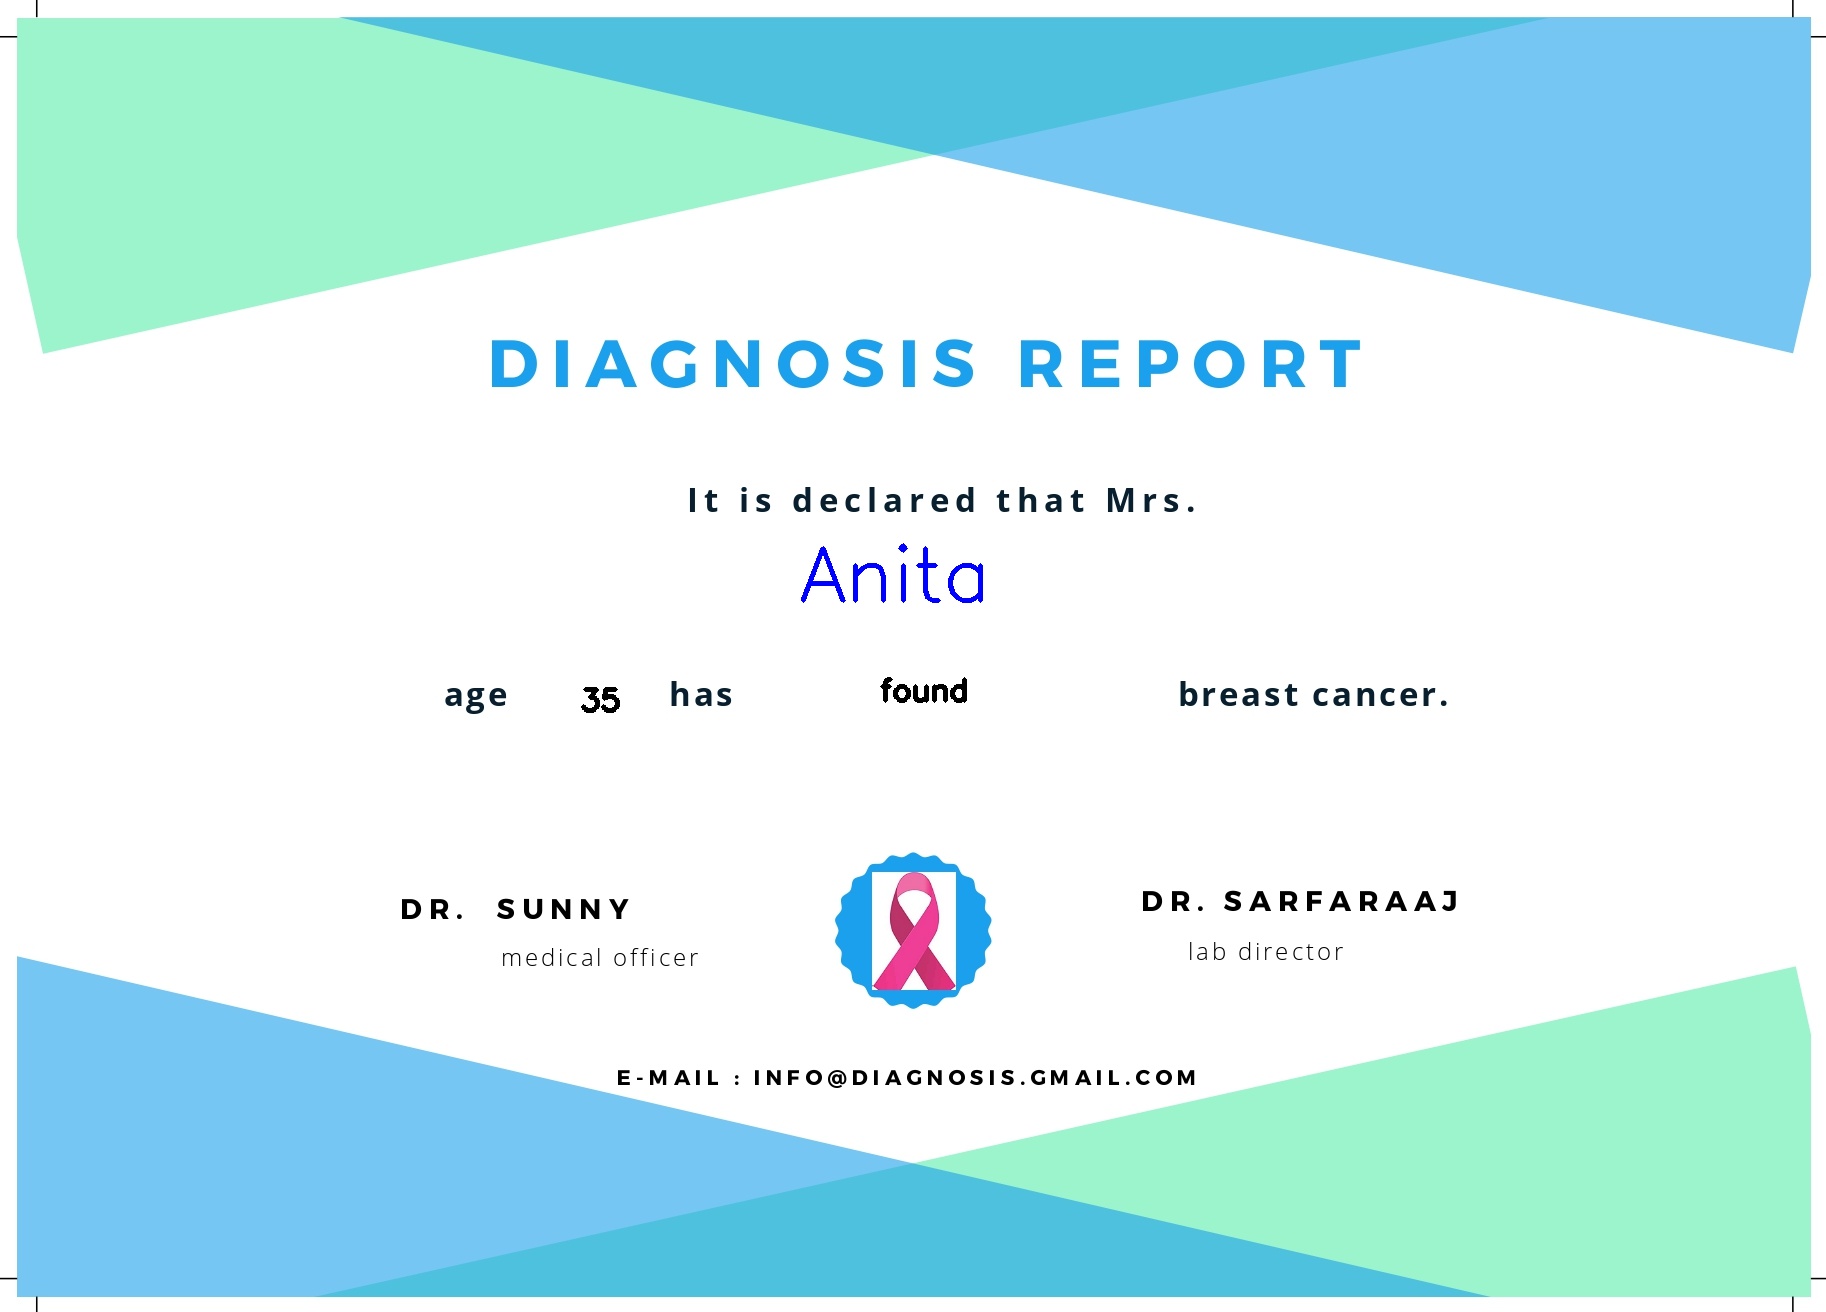 DIAGNOSIS REPORT
It is declared that Mrs.
Anita
age 35 has found breast cancer.
DR. SUNNY
medical officer
DR. SARFARAAJ
lab director
E-MAIL : INFO@DIAGNOSIS.GMAIL.COM